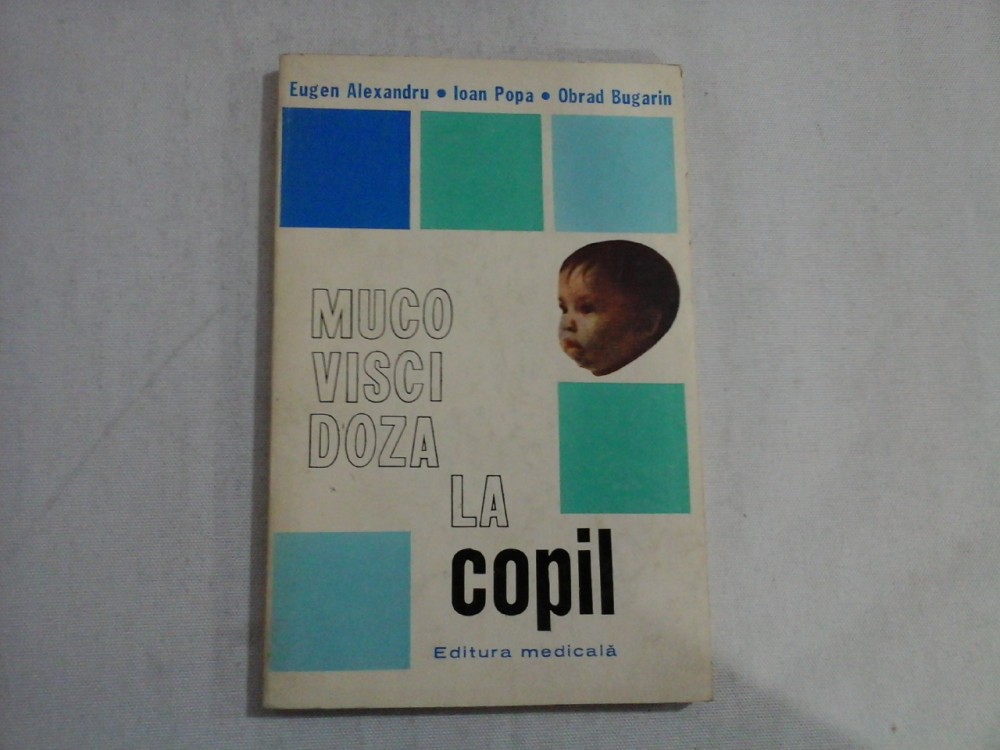 Eugen Alexandru • Ioan Popa • Obrad Bugarin
MUCO
VISCI
DOZA
LA
copil
Editura medicală